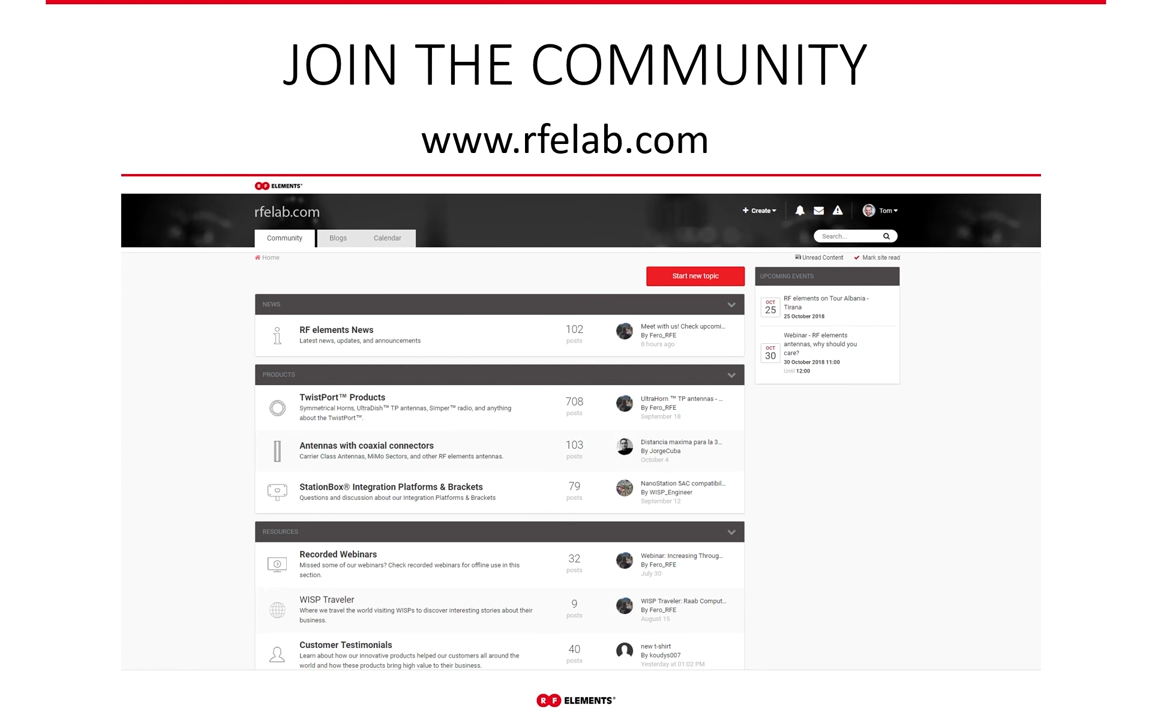 JOIN THE COMMUNITY
www.rfelab.com
RF ELEMENTS®
rfelab.com
+ Create
Tom
Community
Blogs
Calendar
Search...
Home
Unread Content
Mark site read
Start new topic
NEWS
RF elements News
Latest news, updates, and announcements
102
posts
Meet with us! Check upcomi...
By Fero_RFE
8 hours ago
PRODUCTS
TwistPort™ Products
Symmetrical Horns, UltraDish™ TP antennas, Simper™ radio, and anything
about the TwistPort™.
708
posts
UltraHorn ™ TP antennas - ...
By Fero_RFE
September 18
Antennas with coaxial connectors
Carrier Class Antennas, MiMo Sectors, and other RF elements antennas.
103
posts
Distancia maxima para la 3...
By JorgeCuba
October 4
StationBox® Integration Platforms & Brackets
Questions and discussion about our Integration Platforms & Brackets
79
posts
NanoStation 5AC compatibil...
By WISP_Engineer
September 12
RESOURCES
Recorded Webinars
Missed some of our webinars? Check recorded webinars for offline use in this
section.
32
posts
Webinar: Increasing Throug...
By Fero_RFE
July 30
WISP Traveler
Where we travel the world visiting WISPs to discover interesting stories about their
business.
9
posts
WISP Traveler: Raab Comput...
By Fero_RFE
August 15
Customer Testimonials
Learn about how our innovative products helped our customers all around the
world and how these products bring high value to their business.
40
posts
new t-shirt
By koudys007
Yesterday at 01:02 PM
UPCOMING EVENTS
OCT
25
RF elements on Tour Albania -
Tirana
25 October 2018
OCT
30
Webinar - RF elements
antennas, why should you
care?
30 October 2018 11:00
Until 12:00
RF ELEMENTS®